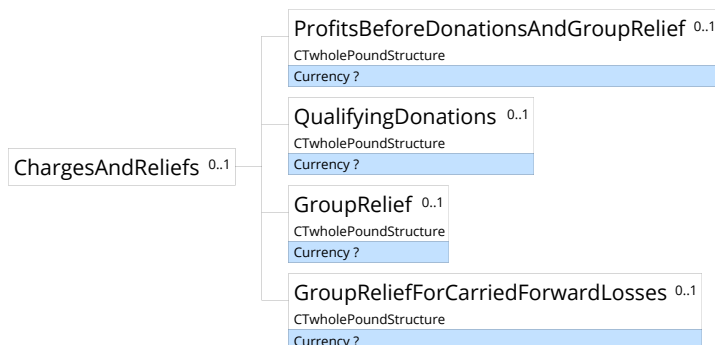 ProfitsBeforeDonationsAndGroupRelief 0..1
CTwholePoundStructure
Currency ?
QualifyingDonations 0..1
CTwholePoundStructure
Currency ?
ChargesAndReliefs 0..1
GroupRelief 0..1
CTwholePoundStructure
Currency ?
GroupReliefForCarriedForwardLosses 0..1
CTwholePoundStructure
Currency ?